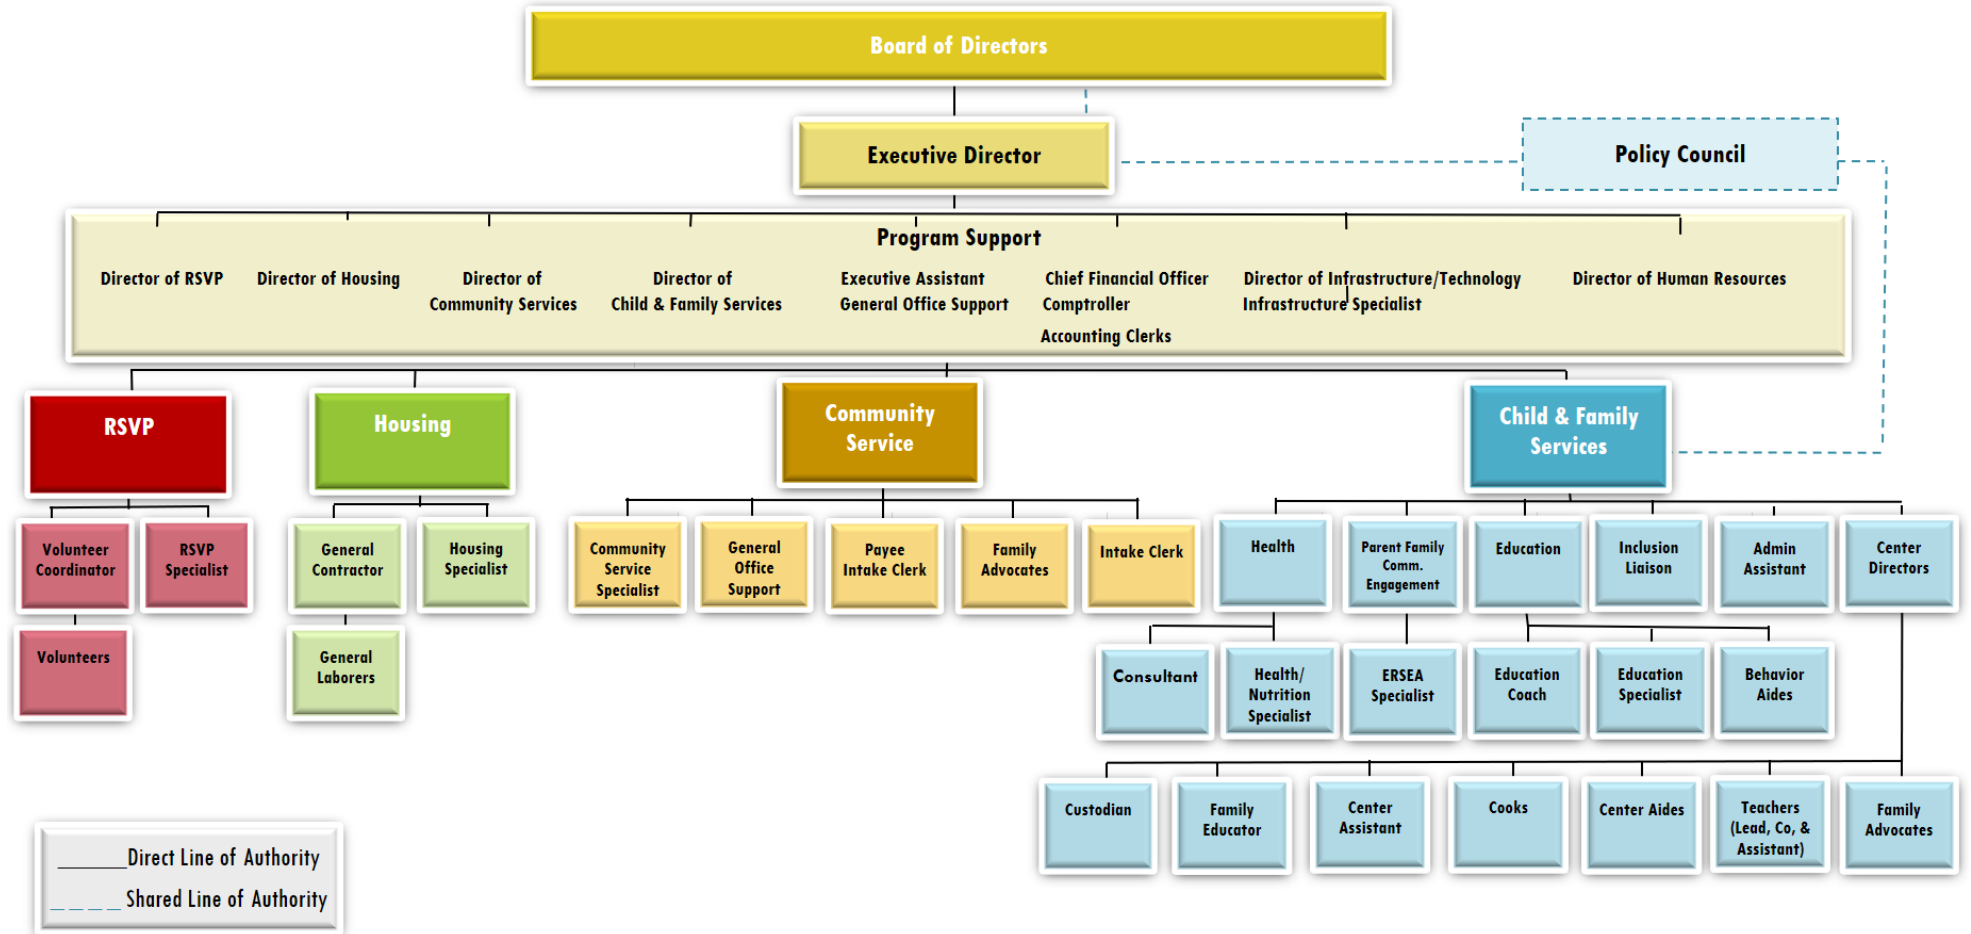 Board of Directors
Executive Director
Policy Council
Program Support
Director of RSVP
Director of Housing
Director of
Community Services
Director of
Child & Family Services
Executive Assistant
General Office Support
Chief Financial Officer
Comptroller
Accounting Clerks
Director of Infrastructure/Technology
Infrastructure Specialist
Director of Human Resources
RSVP
Housing
Community
Service
Child & Family
Services
Volunteer
Coordinator
RSVP
Specialist
General
Contractor
Housing
Specialist
Community
Service
Specialist
General
Office
Support
Payee
Intake Clerk
Family
Advocates
Intake Clerk
Health
Parent Family
Comm.
Engagement
Education
Inclusion
Liaison
Admin
Assistant
Center
Directors
Volunteers
General
Laborers
Consultant
Health/
Nutrition
Specialist
ERSEA
Specialist
Education
Coach
Education
Specialist
Behavior
Aides
Custodian
Family
Educator
Center
Assistant
Cooks
Center Aides
Teachers
(Lead, Co, &
Assistant)
Family
Advocates
Direct Line of Authority
Shared Line of Authority